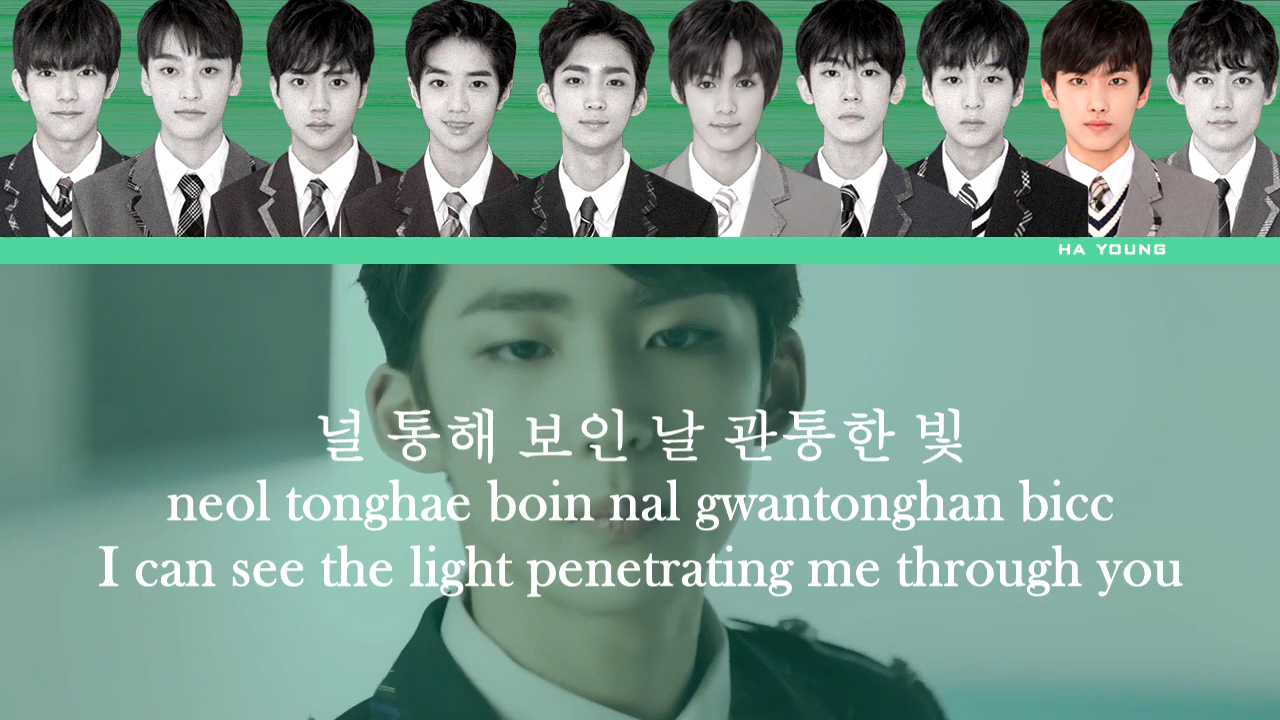 HA YOUNG
널 통해 보인 날 관통한 빛
neol tonghae boin nal gwantonghan bicc
I can see the light penetrating me through you